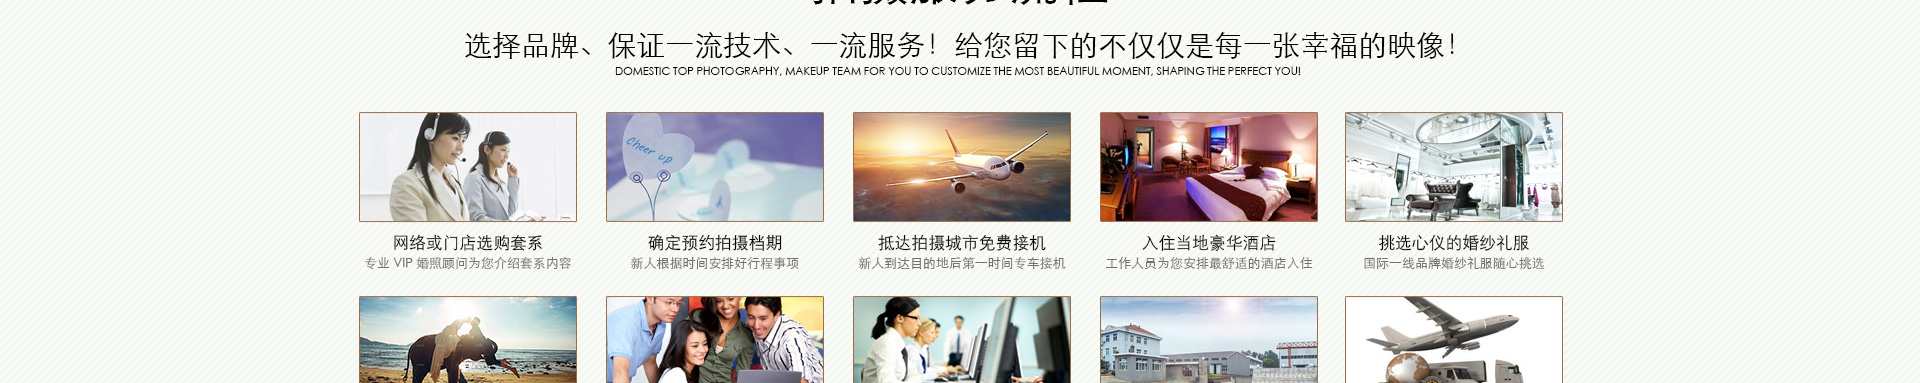 选择品牌、保证一流技术、一流服务！给您留下的不仅仅是每一张幸福的映像！
DOMESTIC TOP PHOTOGRAPHY, MAKEUP TEAM FOR YOU TO CUSTOMIZE THE MOST BEAUTIFUL MOMENT, SHAPING THE PERFECT YOU!
Cheer up
网络或门店选购套系
专业 VIP 婚照顾问为您介绍套系内容
确定预约拍摄档期
新人根据时间安排好行程事项
抵达拍摄城市免费接机
新人到达目的地后第一时间专车接机
入住当地豪华酒店
工作人员为您安排最舒适的酒店入住
挑选心仪的婚纱礼服
国际一线品牌婚纱礼服随心挑选